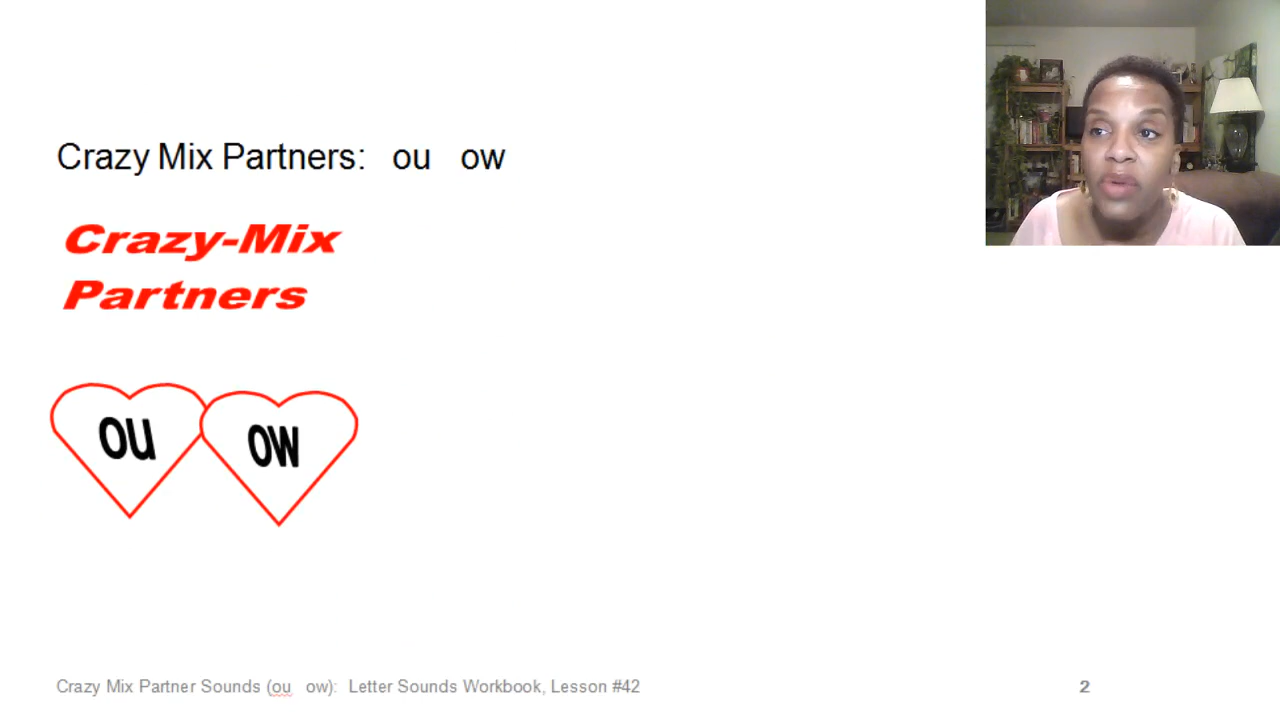 Crazy Mix Partners: ou ow
Crazy-Mix
Partners
ou ow
Crazy Mix Partner Sounds (ou ow): Letter Sounds Workbook, Lesson #42 2